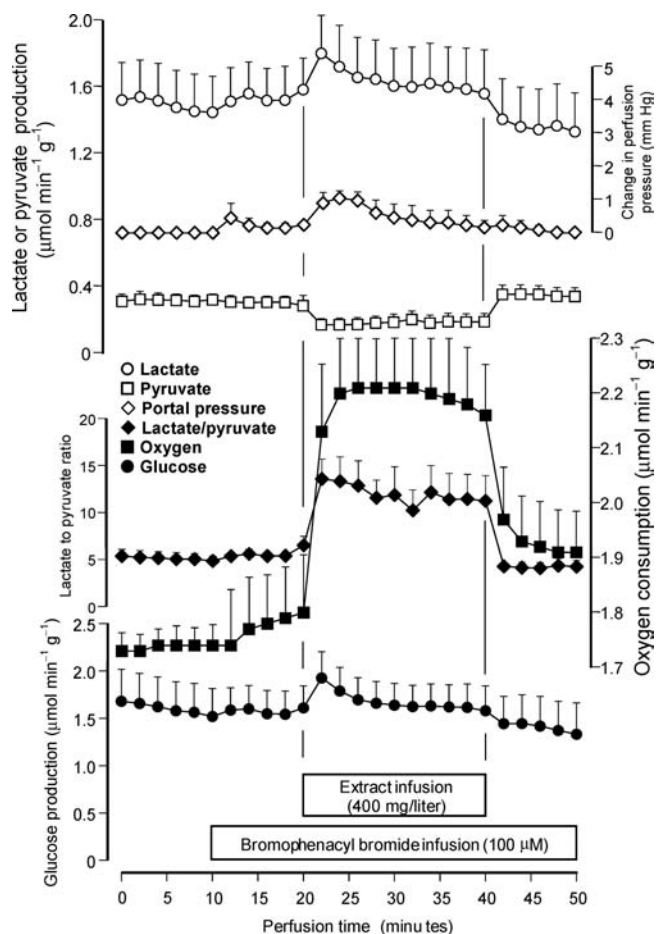 2.0
1.6
1.2
0.8
0.4
0
Lactate or pyruvate production
(µmol min−1 g−1)
5
4
3
2
1
0
Change in perfusion
pressure (mm Hg)
Lactate
Pyruvate
Portal pressure
Lactate/pyruvate
Oxygen
Glucose
20
15
10
5
0
Lactate to pyruvate ratio
2.3
2.2
2.1
2.0
1.9
1.8
1.7
Oxygen consumption (µmol min−1 g−1)
2.5
2.0
1.5
1.0
0.5
0
Glucose production (µmol min−1 g−1)
Extract infusion
(400 mg/liter)
Bromophenacyl bromide infusion (100 µM)
0 5 10 15 20 25 30 35 40 45 50
Perfusion time (minutes)